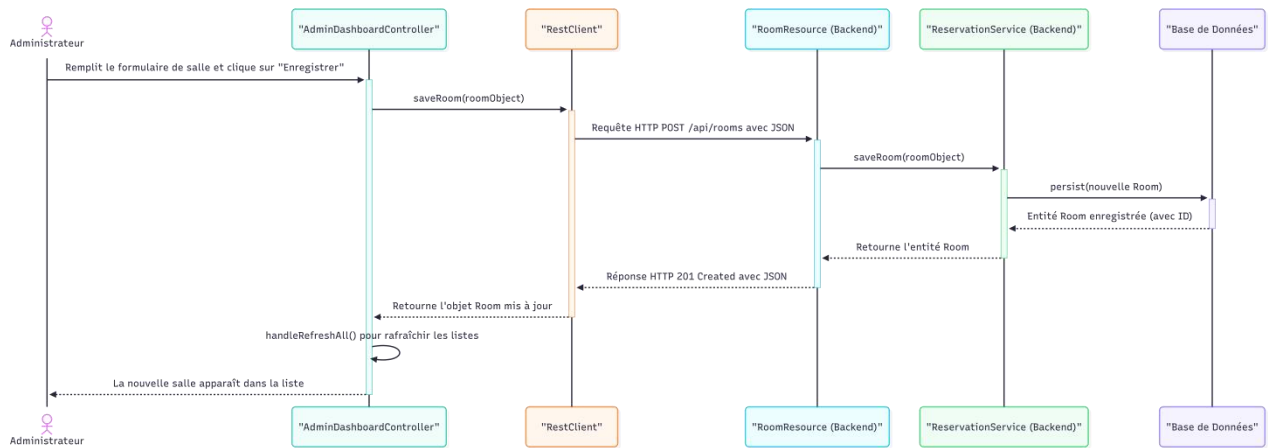 Administrateur
"AdminDashboardController"
"RestClient"
"RoomResource (Backend)"
"ReservationService (Backend)"
"Base de Données"
Remplit le formulaire de salle et clique sur "Enregistrer"
saveRoom(roomObject)
Requête HTTP POST /api/rooms avec JSON
saveRoom(roomObject)
persist(nouvelle Room)
Entité Room enregistrée (avec ID)
Retourne l'entité Room
Réponse HTTP 201 Created avec JSON
Retourne l'objet Room mis à jour
handleRefreshAll() pour rafraîchir les listes
La nouvelle salle apparaît dans la liste
Administrateur
"AdminDashboardController"
"RestClient"
"RoomResource (Backend)"
"ReservationService (Backend)"
"Base de Données"